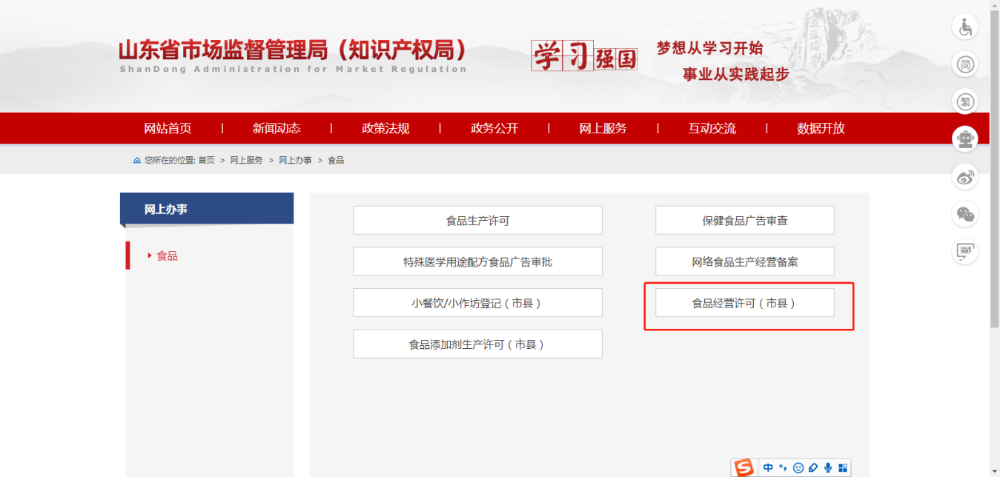 山东省市场监督管理局（知识产权局）
ShanDong Administration for Market Regulation
学习强国
梦想从学习开始
事业从实践起步
网站首页 | 新闻动态 | 政策法规 | 政务公开 | 网上服务 | 互动交流 | 数据开放
您所在的位置: 首页 > 网上服务 > 网上办事 > 食品
网上办事
食品
食品生产许可
保健食品广告审查
特殊医学用途配方食品广告审批
网络食品生产经营备案
小餐饮/小作坊登记（市县）
食品经营许可（市县）
食品添加剂生产许可（市县）
简
繁
S 中